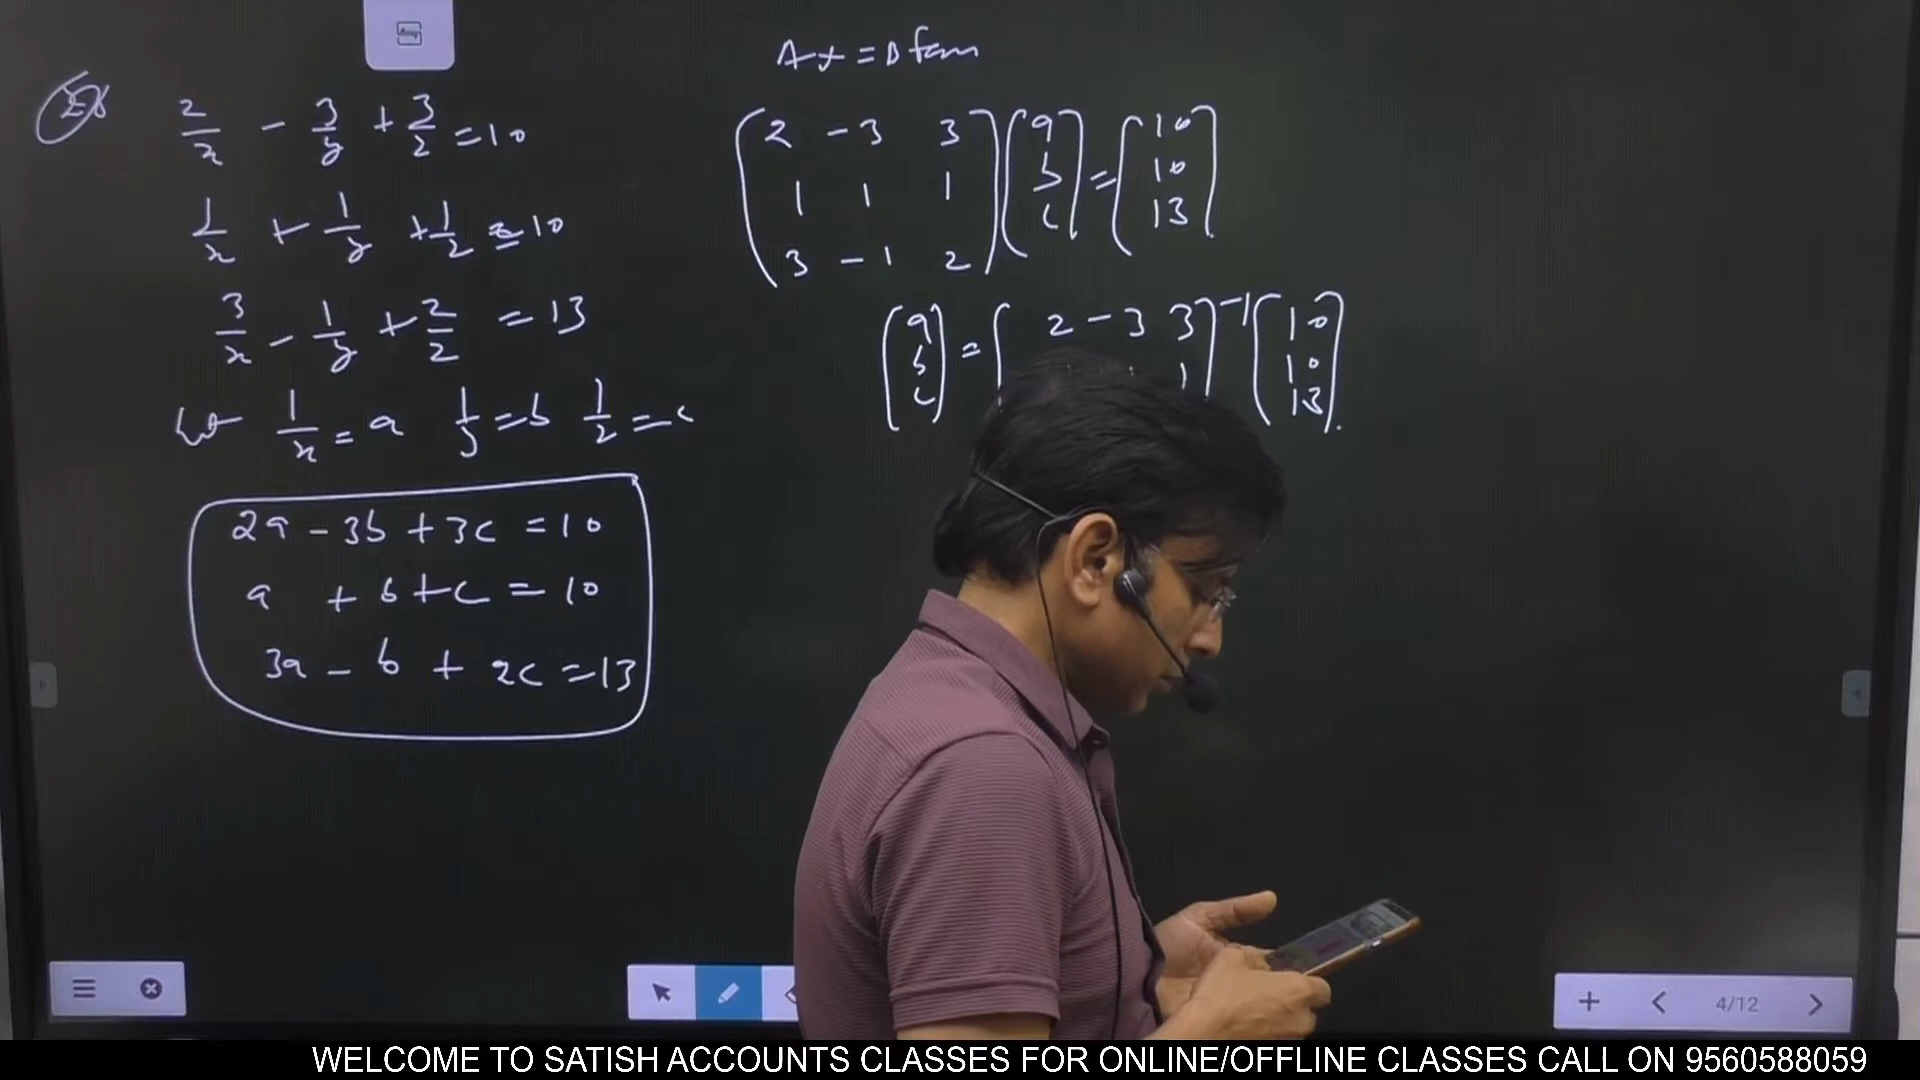 2/x - 3/y + 3/z = 10
1/x + 1/y + 1/z = 10
3/x - 1/y + 2/z = 13
Let 1/x = a 1/y = b 1/z = c
2a - 3b + 3c = 10
a + b + c = 10
3a - b + 2c = 13
AX = B form
( 2 -3 3 ) ( a ) = ( 10 )
1 1 1 b 10
3 -1 2 c 13
( a ) = ( 2 -3 3 )⁻¹ ( 10 )
b 1 10
c 13
4/12
WELCOME TO SATISH ACCOUNTS CLASSES FOR ONLINE/OFFLINE CLASSES CALL ON 9560588059